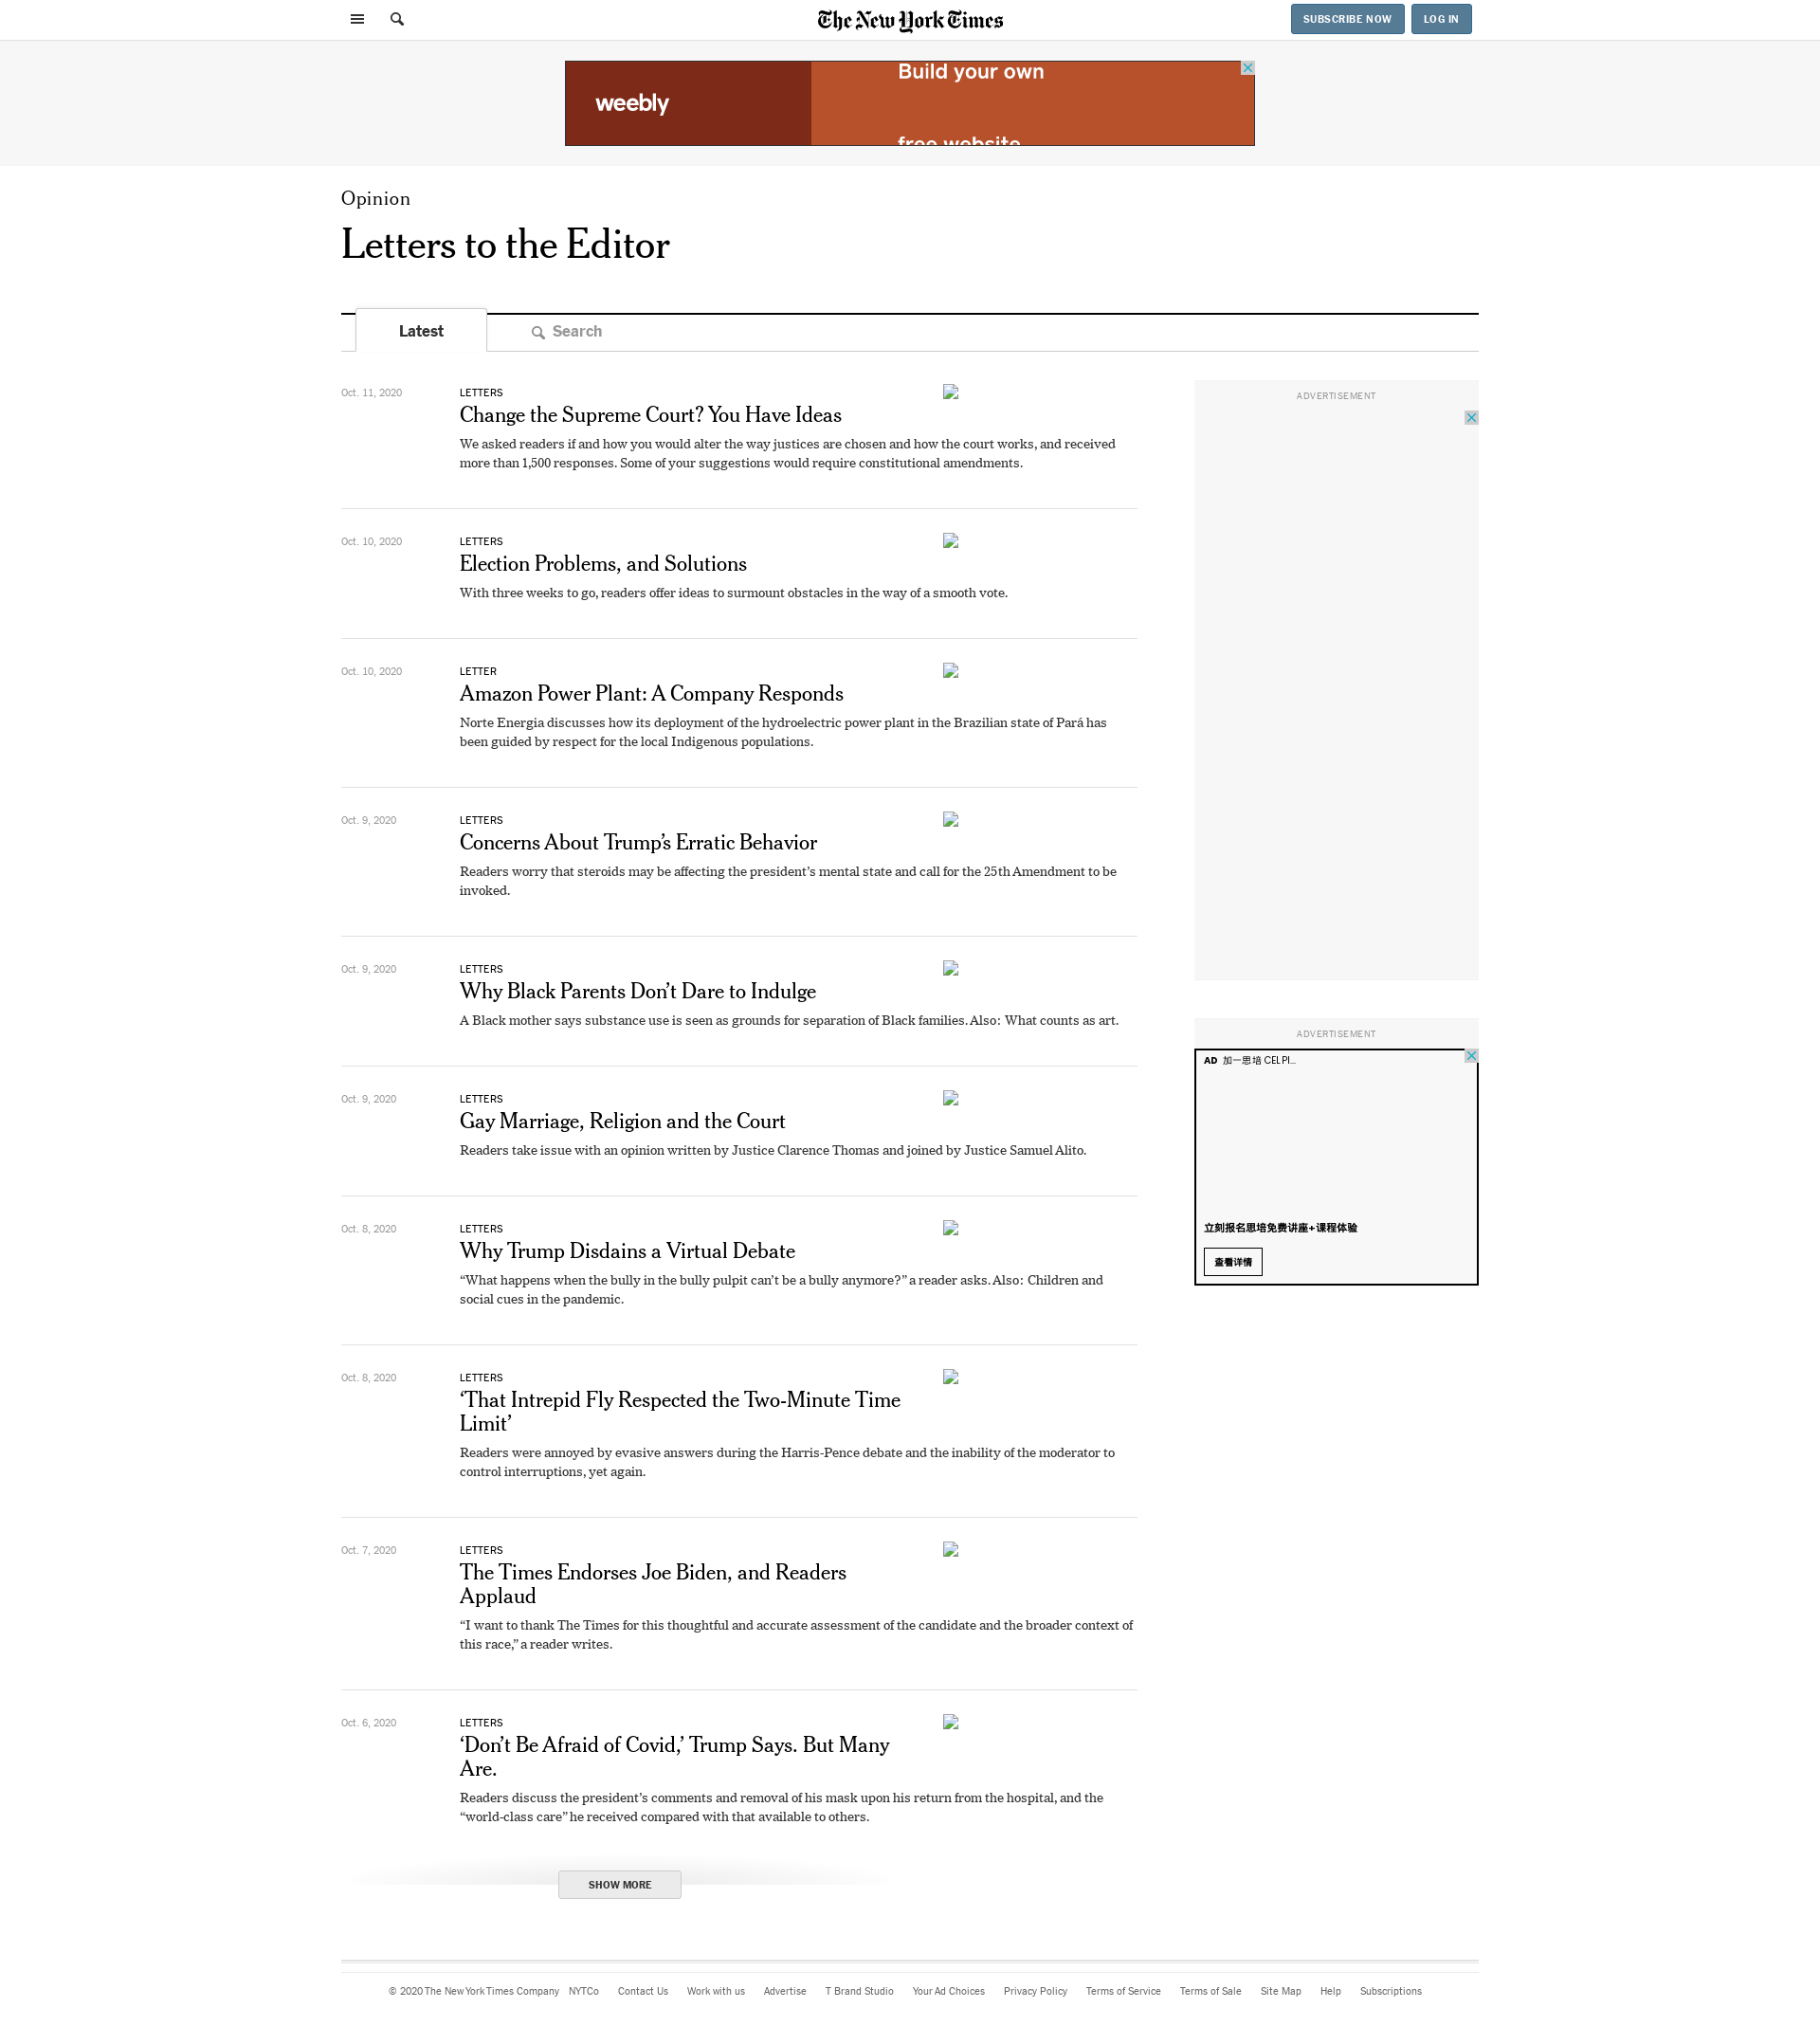 The New York Times
SUBSCRIBE NOW
LOG IN
weebly
Build your own
free website
Opinion
Letters to the Editor
Latest
Search
Oct. 11, 2020
LETTERS
Change the Supreme Court? You Have Ideas
We asked readers if and how you would alter the way justices are chosen and how the court works, and received
more than 1,500 responses. Some of your suggestions would require constitutional amendments.
Oct. 10, 2020
LETTERS
Election Problems, and Solutions
With three weeks to go, readers offer ideas to surmount obstacles in the way of a smooth vote.
Oct. 10, 2020
LETTER
Amazon Power Plant: A Company Responds
Norte Energia discusses how its deployment of the hydroelectric power plant in the Brazilian state of Pará has
been guided by respect for the local Indigenous populations.
Oct. 9, 2020
LETTERS
Concerns About Trump’s Erratic Behavior
Readers worry that steroids may be affecting the president’s mental state and call for the 25th Amendment to be
invoked.
Oct. 9, 2020
LETTERS
Why Black Parents Don’t Dare to Indulge
A Black mother says substance use is seen as grounds for separation of Black families. Also: What counts as art.
Oct. 9, 2020
LETTERS
Gay Marriage, Religion and the Court
Readers take issue with an opinion written by Justice Clarence Thomas and joined by Justice Samuel Alito.
Oct. 8, 2020
LETTERS
Why Trump Disdains a Virtual Debate
“What happens when the bully in the bully pulpit can’t be a bully anymore?” a reader asks. Also: Children and
social cues in the pandemic.
Oct. 8, 2020
LETTERS
‘That Intrepid Fly Respected the Two-Minute Time
Limit’
Readers were annoyed by evasive answers during the Harris-Pence debate and the inability of the moderator to
control interruptions, yet again.
Oct. 7, 2020
LETTERS
The Times Endorses Joe Biden, and Readers
Applaud
“I want to thank The Times for this thoughtful and accurate assessment of the candidate and the broader context of
this race,” a reader writes.
Oct. 6, 2020
LETTERS
‘Don’t Be Afraid of Covid,’ Trump Says. But Many
Are.
Readers discuss the president’s comments and removal of his mask upon his return from the hospital, and the
“world-class care” he received compared with that available to others.
SHOW MORE
ADVERTISEMENT
ADVERTISEMENT
AD 加一思培 CELPI...
立刻报名思培免费讲座+课程体验
查看详情
© 2020 The New York Times Company NYTCo Contact Us Work with us Advertise T Brand Studio Your Ad Choices Privacy Policy Terms of Service Terms of Sale Site Map Help Subscriptions